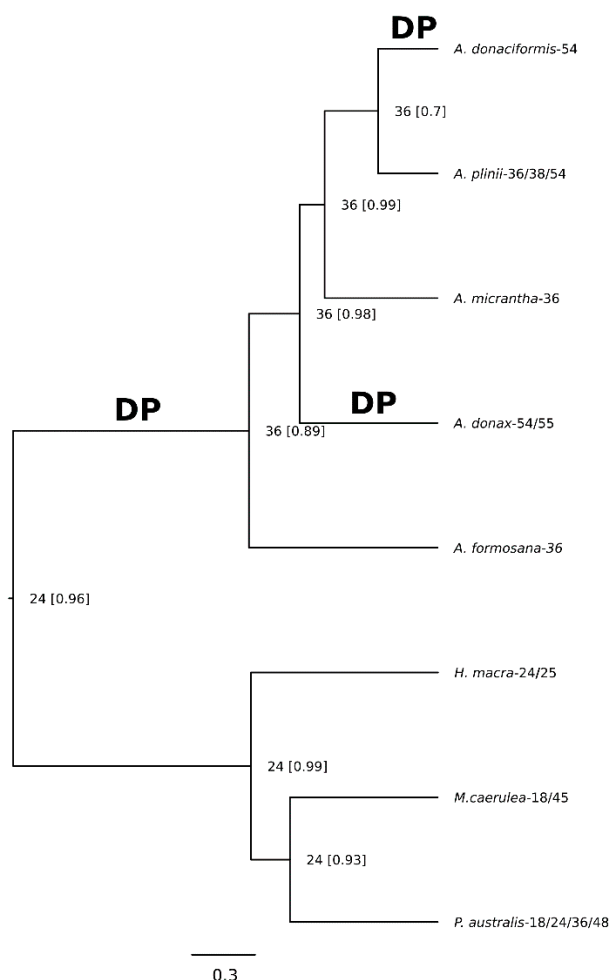 DP
A. donaciformis-54
36 [0.7]
A. plinii-36/38/54
36 [0.99]
A. micrantha-36
36 [0.98]
DP
DP
A. donax-54/55
36 [0.89]
A. formosana-36
24 [0.96]
H. macra-24/25
24 [0.99]
M.caerulea-18/45
24 [0.93]
P. australis-18/24/36/48
0.3